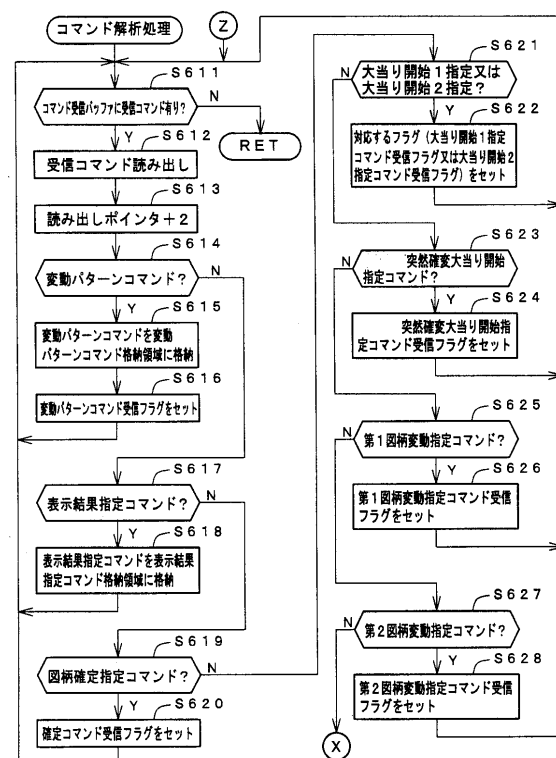 コマンド解析処理
Z
S611
コマンド受信バッファに受信コマンド有り?
N
Y
RET
S612
受信コマンド読み出し
S613
読み出しポインタ+2
S614
変動パターンコマンド?
N
Y
S615
変動パターンコマンドを変動
パターンコマンド格納領域に格納
S616
変動パターンコマンド受信フラグをセット
S617
表示結果指定コマンド?
N
Y
S618
表示結果指定コマンドを表示結果
指定コマンド格納領域に格納
S619
図柄確定指定コマンド?
N
Y
S620
確定コマンド受信フラグをセット
S621
N
大当り開始1指定又は
大当り開始2指定?
Y
S622
対応するフラグ(大当り開始1指定
コマンド受信フラグ又は大当り開始2
指定コマンド受信フラグ)をセット
S623
N
突然確変大当り開始
指定コマンド?
Y
S624
突然確変大当り開始指
定コマンド受信フラグをセット
S625
N
第1図柄変動指定コマンド?
Y
S626
第1図柄変動指定コマンド受信
フラグをセット
S627
N
第2図柄変動指定コマンド?
Y
S628
第2図柄変動指定コマンド受信
フラグをセット
X